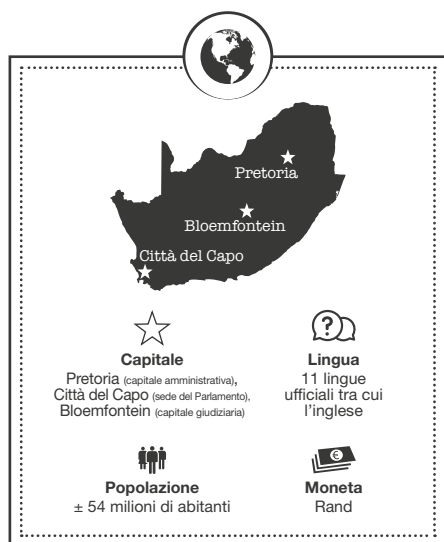 Pretoria
Bloemfontein
Città del Capo
Capitale
Pretoria (capitale amministrativa),
Città del Capo (sede del Parlamento),
Bloemfontein (capitale giudiziaria)
Lingua
11 lingue
ufficiali tra cui
l'inglese
Popolazione
± 54 milioni di abitanti
Moneta
Rand